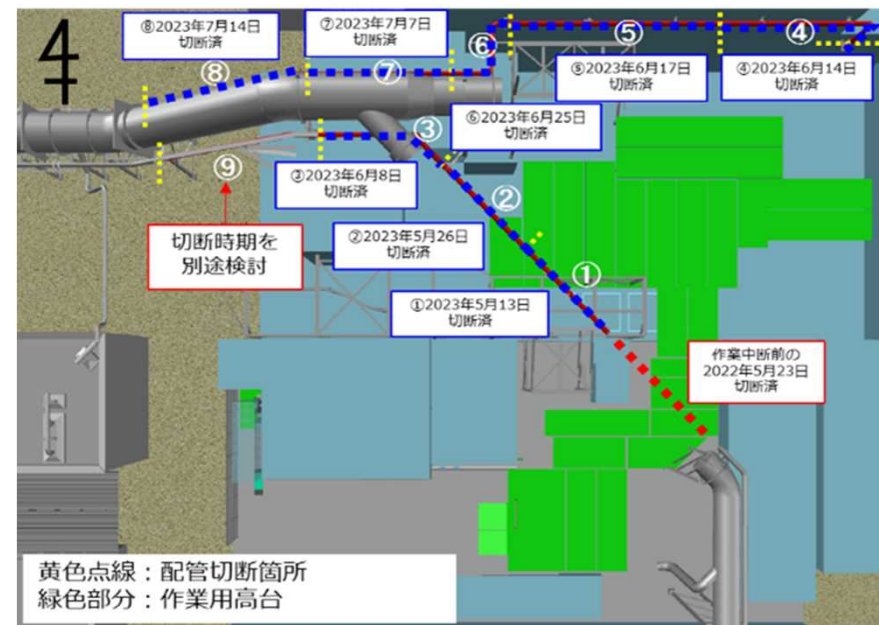 ⑧2023年7月14日
切断済
⑦2023年7月7日
切断済
⑧
⑦
⑥
⑤
④
⑤2023年6月17日
切断済
④2023年6月14日
切断済
⑥2023年6月25日
切断済
③
③2023年6月8日
切断済
⑨
②
切断時期を
別途検討
②2023年5月26日
切断済
①
①2023年5月13日
切断済
作業中断前の
2022年5月23日
切断済
黄色点線：配管切断箇所
緑色部分：作業用高台